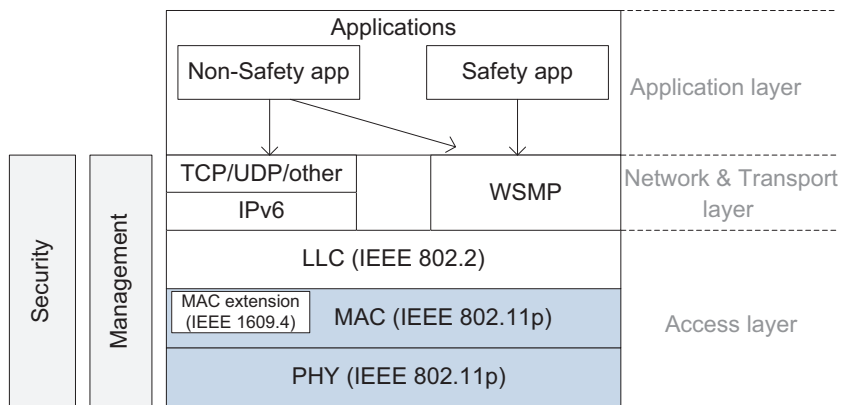 Applications
Non-Safety app
Safety app
Application layer
TCP/UDP/other
IPv6
WSMP
Network & Transport
layer
Security
Management
LLC (IEEE 802.2)
MAC extension
(IEEE 1609.4)
MAC (IEEE 802.11p)
Access layer
PHY (IEEE 802.11p)